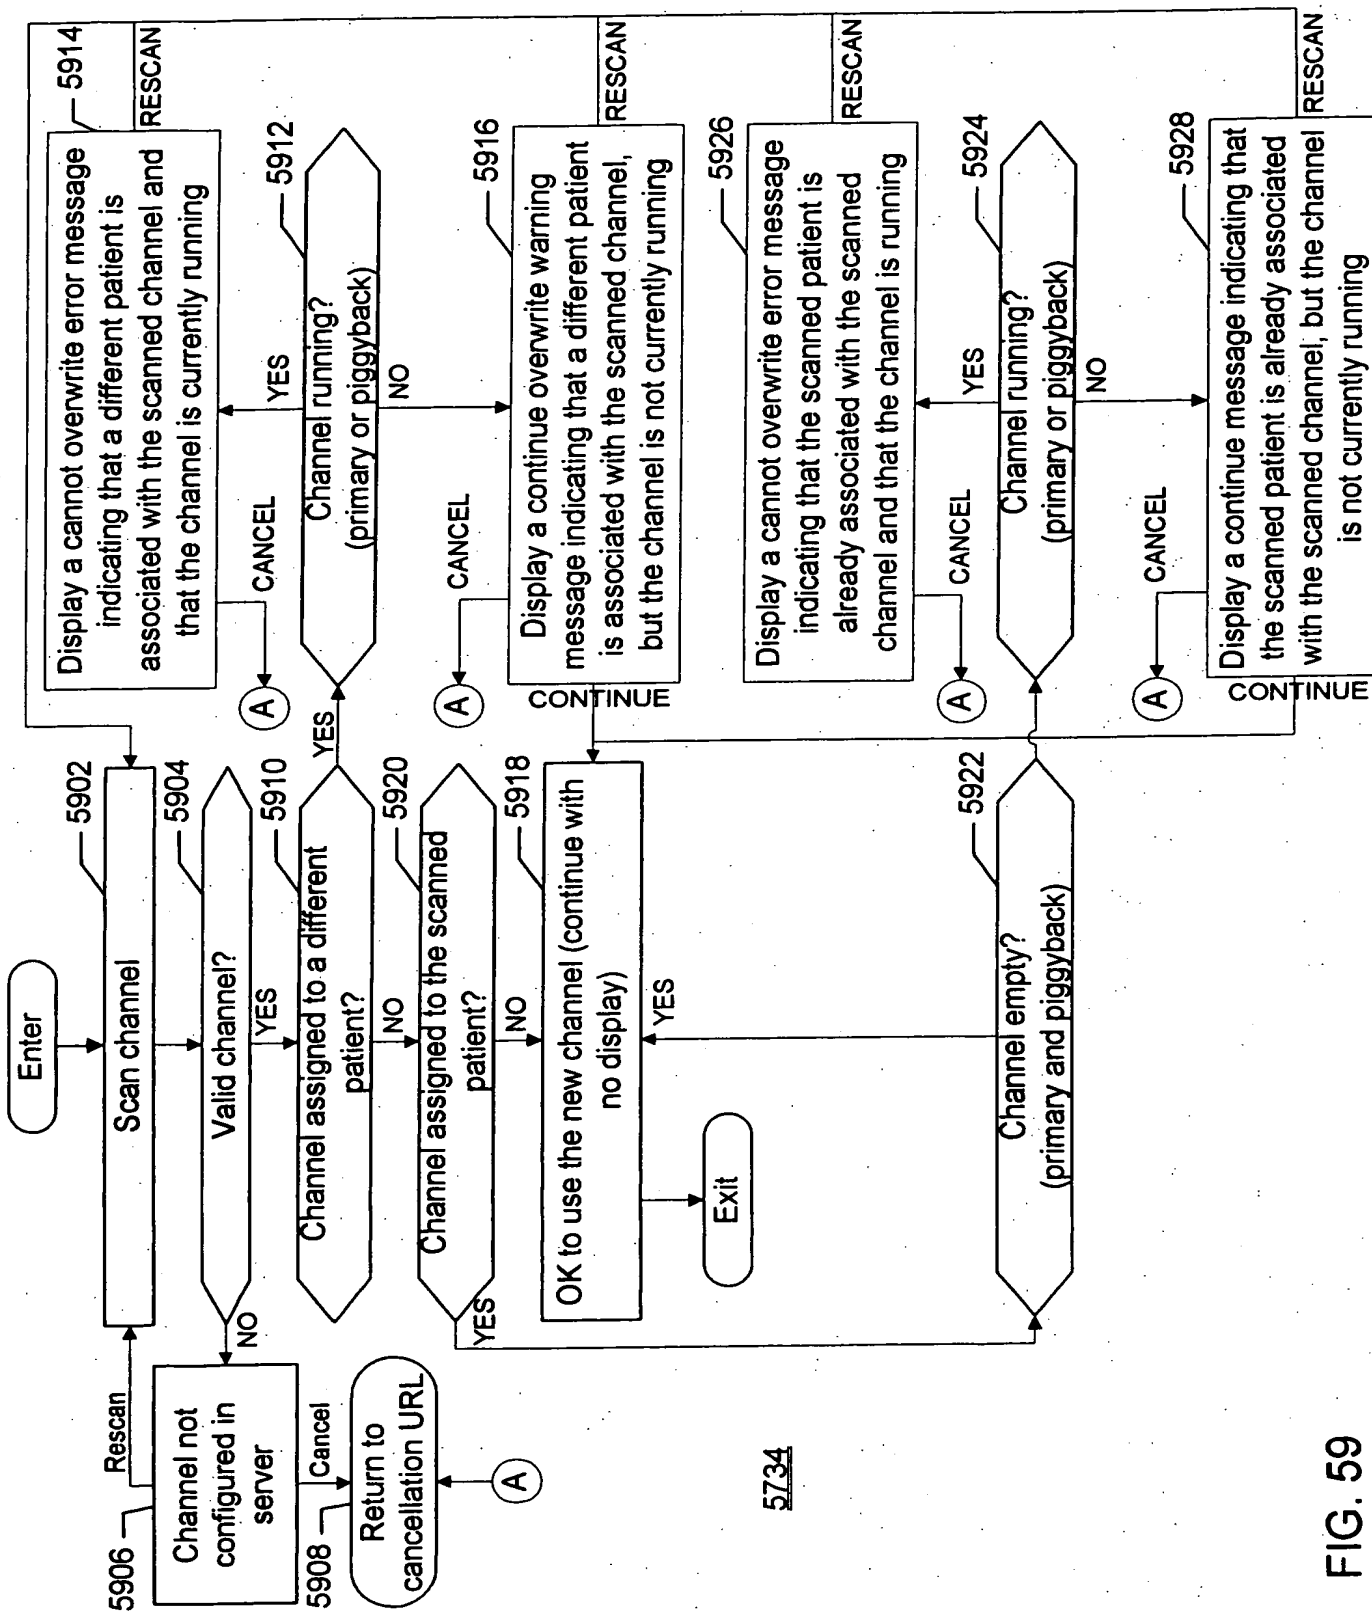 Enter
5902
Scan channel
5904
Valid channel?
YES
NO
Rescan
5906
Channel not
configured in
server
Cancel
5908
Return to
cancellation URL
A
5910
Channel assigned to a different
patient?
YES
NO
5920
Channel assigned to the scanned
patient?
NO
YES
5918
OK to use the new channel (continue with
no display)
YES
Exit
5922
Channel empty?
(primary and piggyback)
5914
Display a cannot overwrite error message
indicating that a different patient is
associated with the scanned channel and
that the channel is currently running
RESCAN
CANCEL
A
YES
5912
Channel running?
(primary or piggyback)
NO
CANCEL
A
5916
Display a continue overwrite warning
message indicating that a different patient
is associated with the scanned channel,
but the channel is not currently running
RESCAN
CONTINUE
5926
Display a cannot overwrite error message
indicating that the scanned patient is
already associated with the scanned
channel and that the channel is running
RESCAN
CANCEL
A
YES
5924
Channel running?
(primary or piggyback)
NO
CANCEL
A
5928
Display a continue message indicating that
the scanned patient is already associated
with the scanned channel, but the channel
is not currently running
RESCAN
CONTINUE
5734
FIG. 59